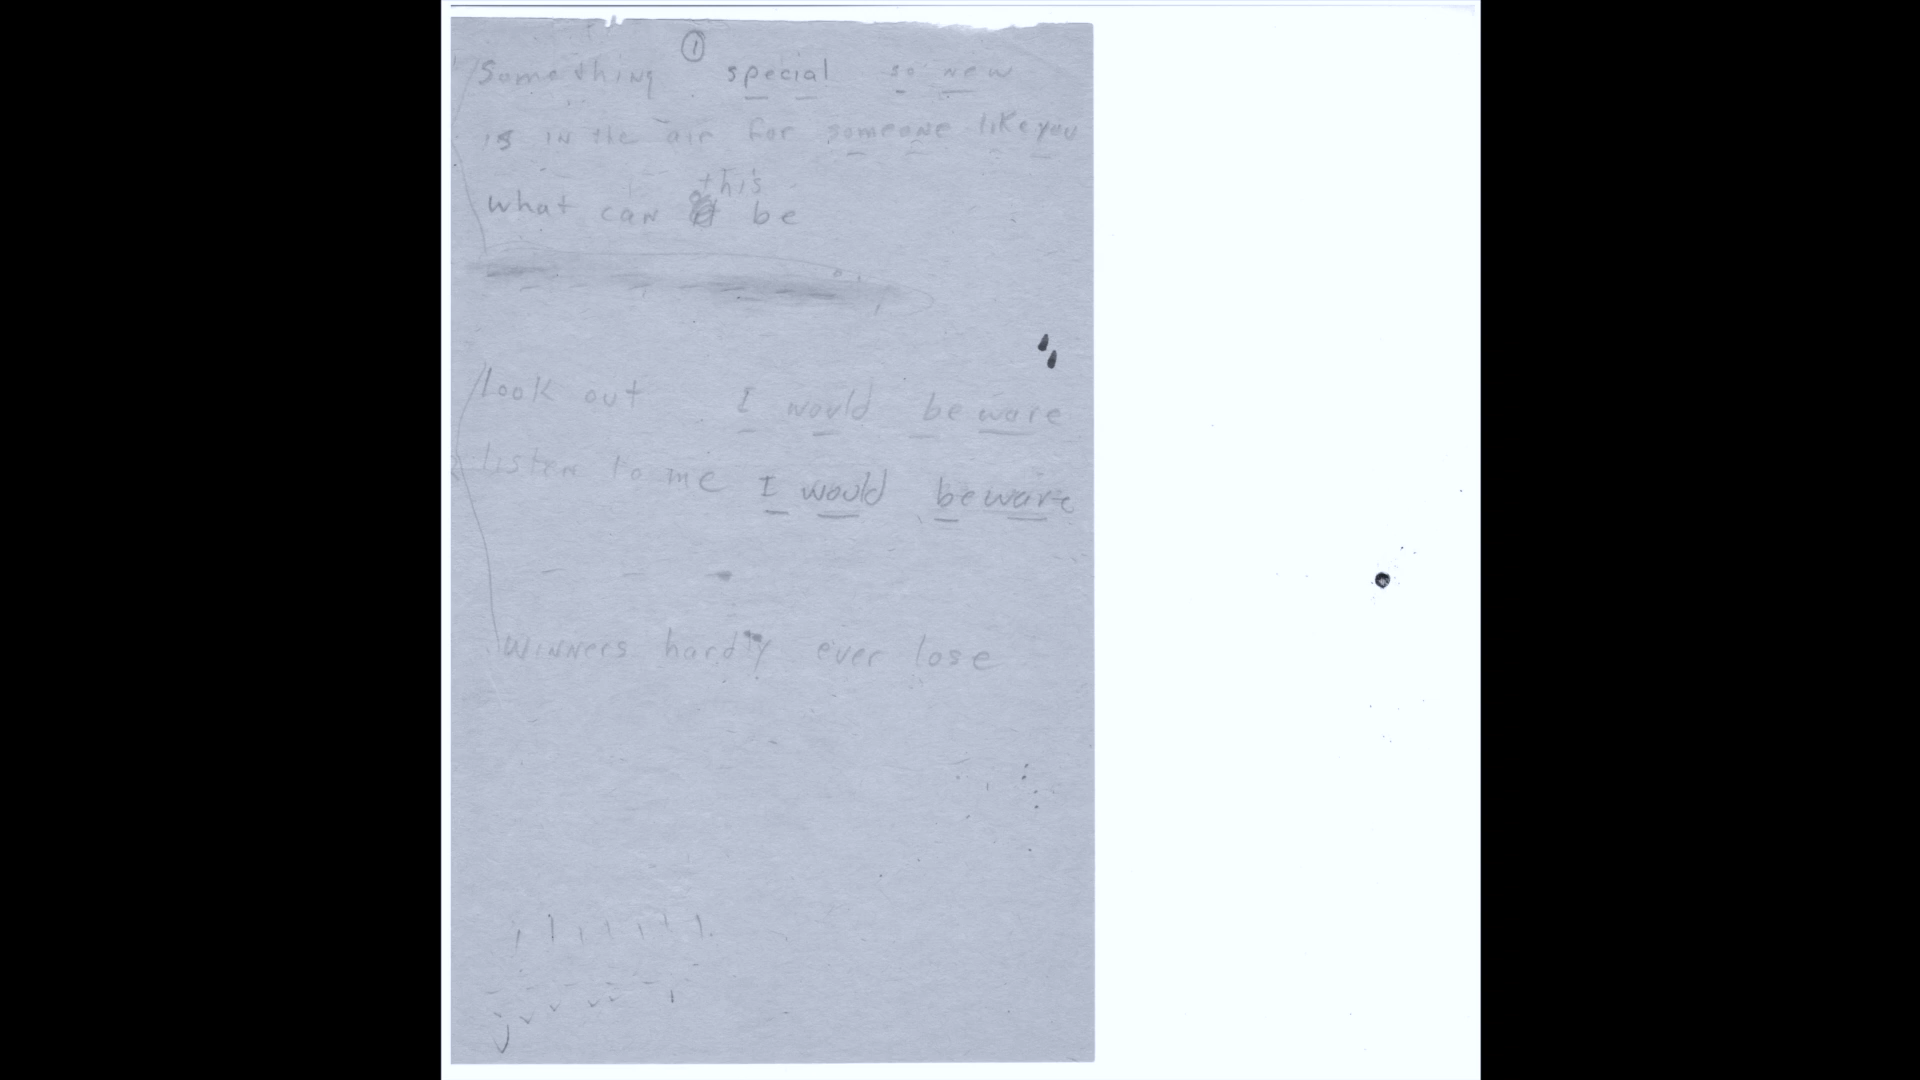 ①
Something special so new
is in the air for someone like you
this
what can be
look out I would beware
listen to me I would beware
winners hardly ever lose